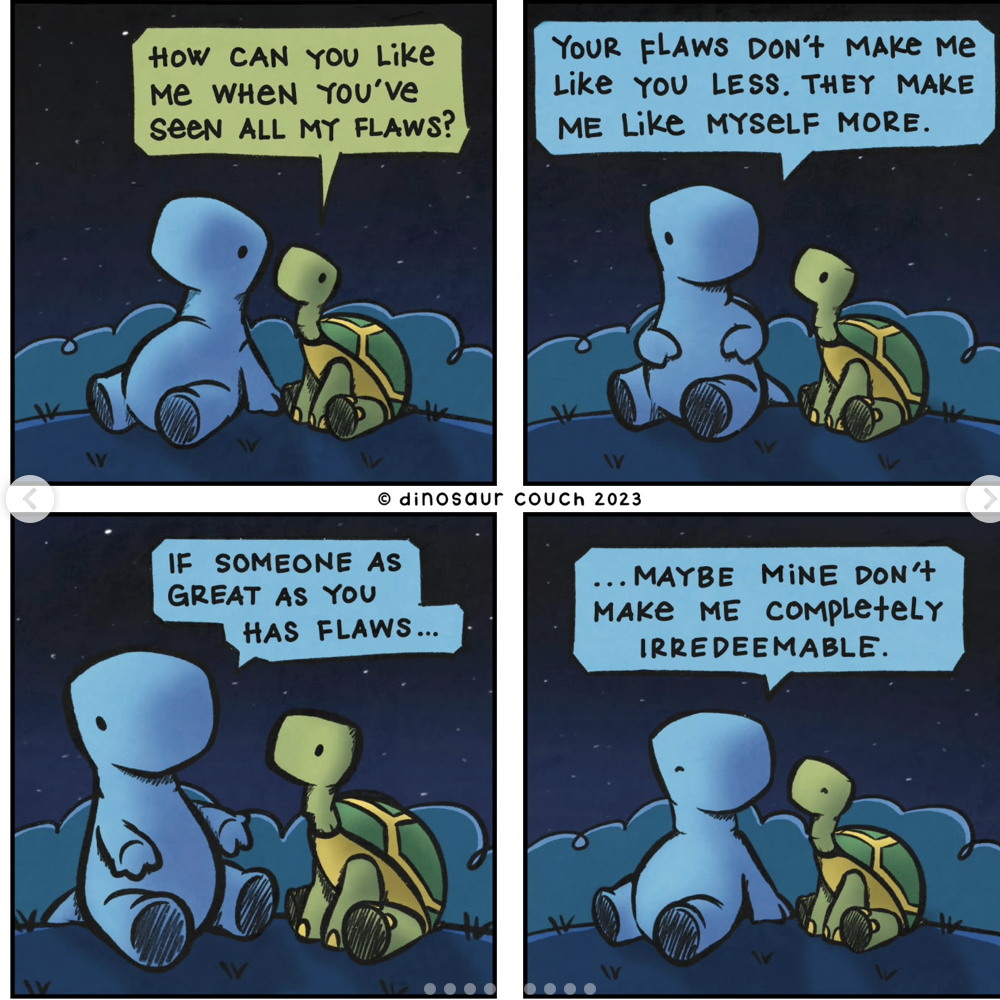 HOW CAN YOU LIKE
ME WHEN YOU'VE
SEEN ALL MY FLAWS?
YOUR FLAWS DON'T MAKE ME
LIKE YOU LESS. THEY MAKE
ME LIKE MYSELF MORE.
© dinosaur couch 2023
IF SOMEONE AS
GREAT AS YOU
HAS FLAWS...
...MAYBE MINE DON'T
MAKE ME COMPLETELY
IRREDEEMABLE.